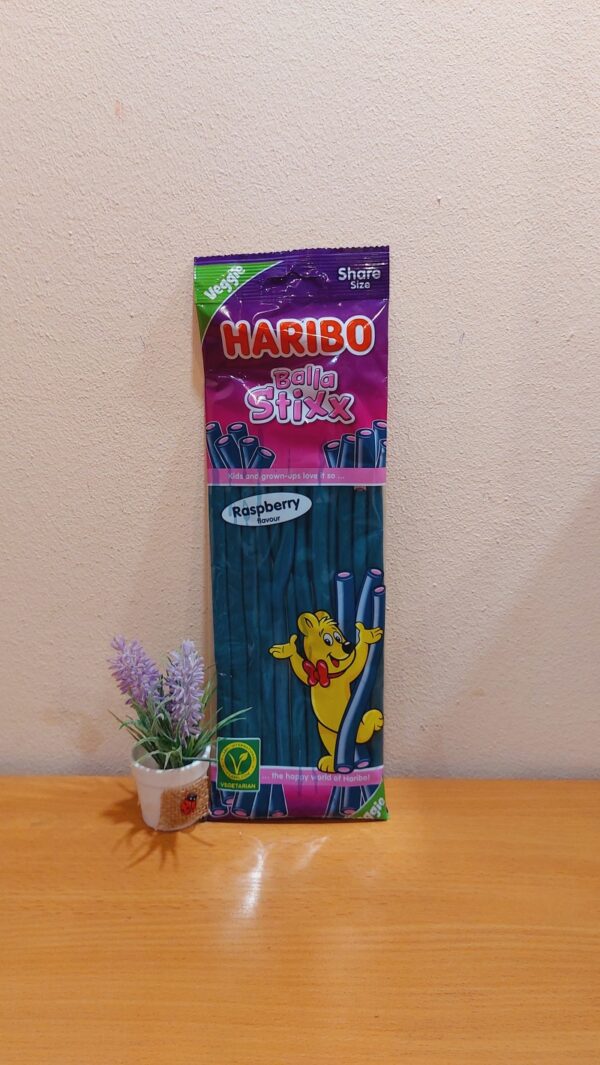 Veggie
Share
Size
HARIBO
Balla
Stixx
Kids and grown-ups love it so ...
Raspberry
flavour
VEGETARIAN
... the happy world of Haribo!